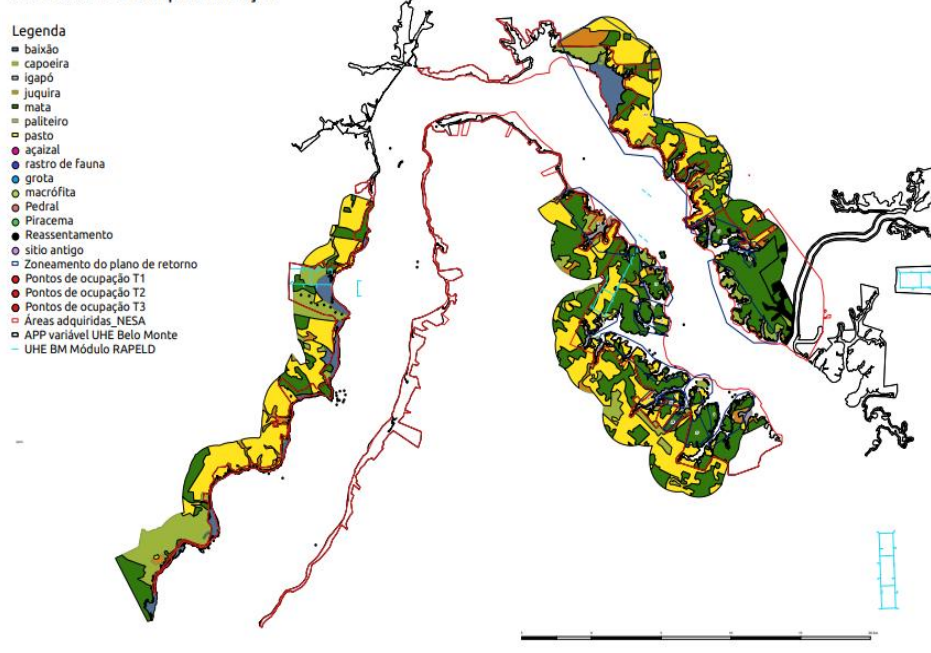 Legenda
baixão
capoeira
igapó
juquira
mata
paliteiro
pasto
açaizal
rastro de fauna
grota
macrófita
Pedral
Piracema
Reassentamento
sitio antigo
Zoneamento do plano de retorno
Pontos de ocupação T1
Pontos de ocupação T2
Pontos de ocupação T3
Áreas adquiridas_NESA
APP variável UHE Belo Monte
UHE BM Módulo RAPELD